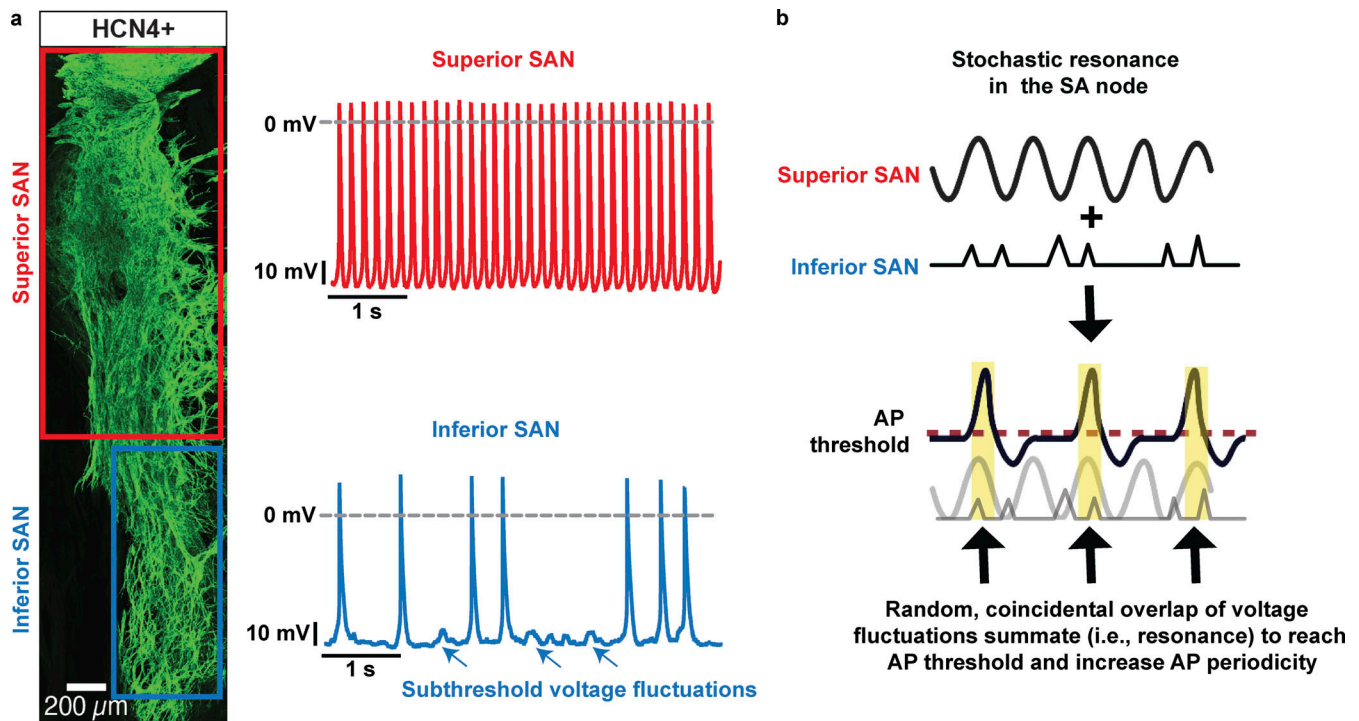 a
HCN4+
Superior SAN
Inferior SAN
200 µm
Superior SAN
0 mV
10 mV
1 s
Inferior SAN
0 mV
10 mV
1 s
Subthreshold voltage fluctuations
b
Stochastic resonance
in the SA node
Superior SAN
+
Inferior SAN
AP
threshold
Random, coincidental overlap of voltage
fluctuations summate (i.e., resonance) to reach
AP threshold and increase AP periodicity